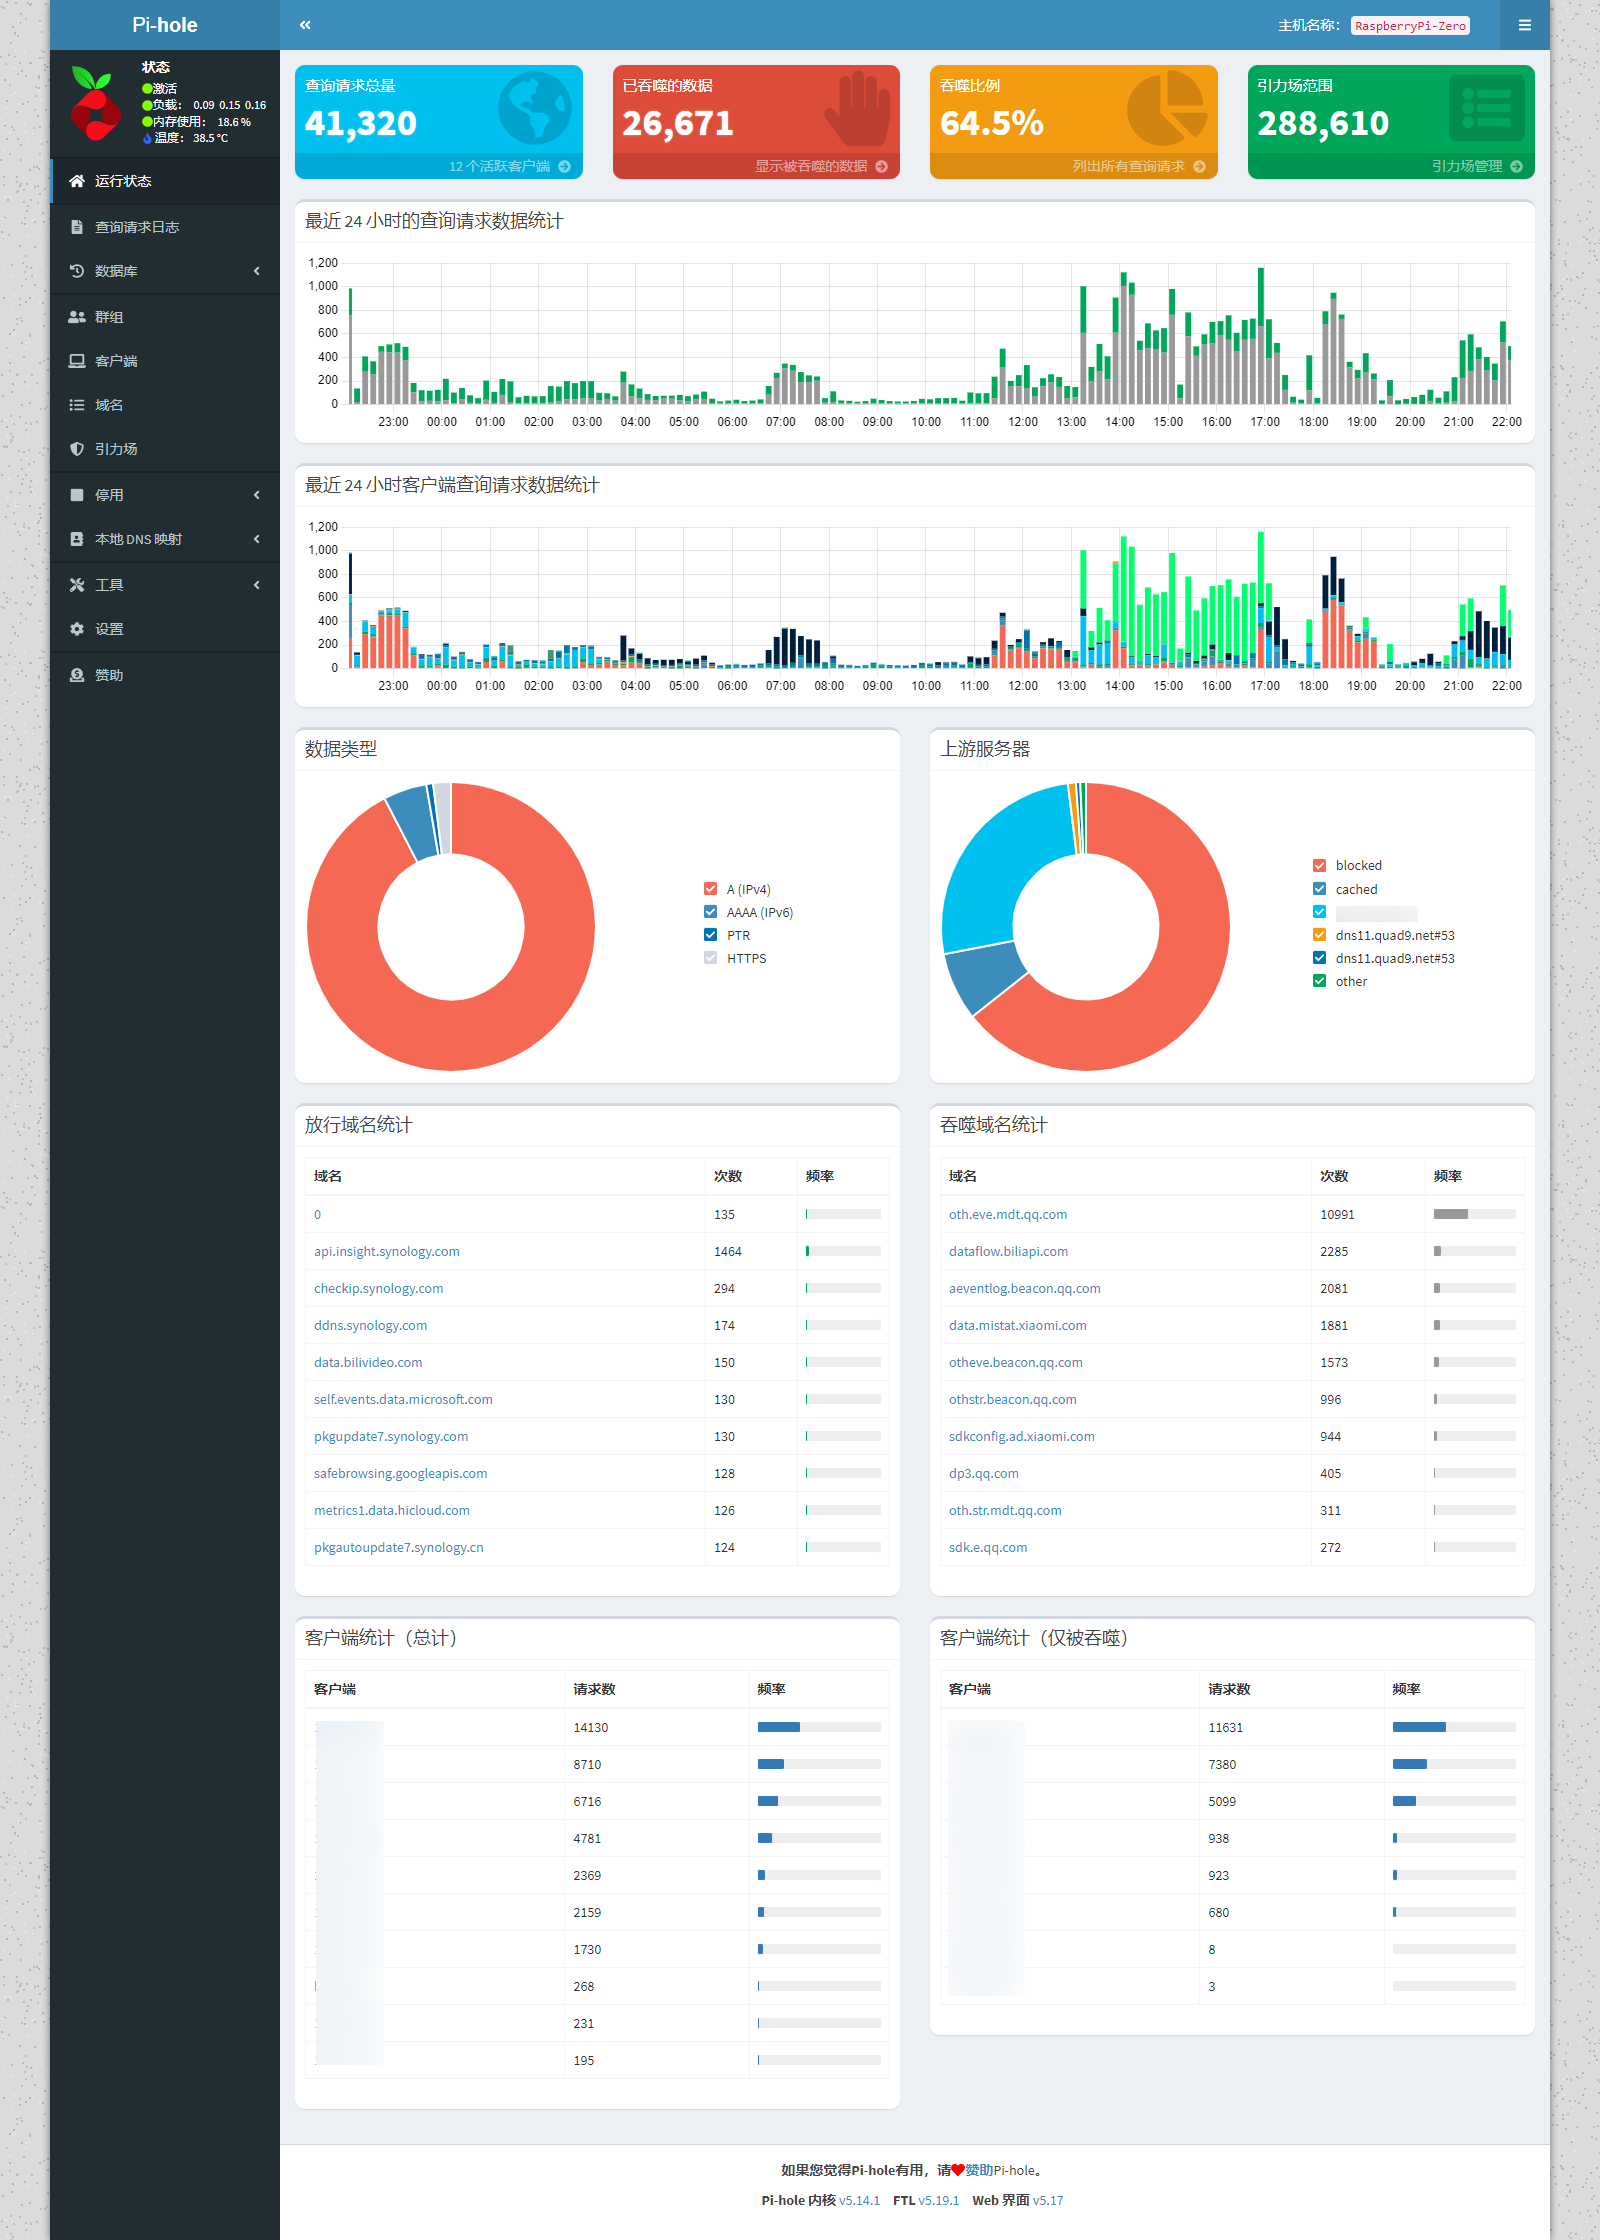 Pi-hole
主机名称： RaspberryPi-Zero
状态
激活
负载： 0.09 0.15 0.16
内存使用： 18.6 %
温度： 38.5 °C
运行状态
查询请求日志
数据库
群组
客户端
域名
引力场
停用
本地 DNS 映射
工具
设置
赞助
查询请求总量
41,320
12 个活跃客户端
已吞噬的数据
26,671
显示被吞噬的数据
吞噬比例
64.5%
列出所有查询请求
引力场范围
288,610
引力场管理
最近 24 小时的查询请求数据统计
1,200
1,000
800
600
400
200
0
23:00 00:00 01:00 02:00 03:00 04:00 05:00 06:00 07:00 08:00 09:00 10:00 11:00 12:00 13:00 14:00 15:00 16:00 17:00 18:00 19:00 20:00 21:00 22:00
最近 24 小时客户端查询请求数据统计
1,200
1,000
800
600
400
200
0
23:00 00:00 01:00 02:00 03:00 04:00 05:00 06:00 07:00 08:00 09:00 10:00 11:00 12:00 13:00 14:00 15:00 16:00 17:00 18:00 19:00 20:00 21:00 22:00
数据类型
A (IPv4)
AAAA (IPv6)
PTR
HTTPS
上游服务器
blocked
cached
dns11.quad9.net#53
dns11.quad9.net#53
other
放行域名统计
域名 次数 频率
0 135
api.insight.synology.com 1464
checkip.synology.com 294
ddns.synology.com 174
data.bilivideo.com 150
self.events.data.microsoft.com 130
pkgupdate7.synology.com 130
safebrowsing.googleapis.com 128
metrics1.data.hicloud.com 126
pkgautoupdate7.synology.cn 124
吞噬域名统计
域名 次数 频率
oth.eve.mdt.qq.com 10991
dataflow.biliapi.com 2285
aeventlog.beacon.qq.com 2081
data.mistat.xiaomi.com 1881
otheve.beacon.qq.com 1573
othstr.beacon.qq.com 996
sdkconfig.ad.xiaomi.com 944
dp3.qq.com 405
oth.str.mdt.qq.com 311
sdk.e.qq.com 272
客户端统计（总计）
客户端 请求数 频率
14130
8710
6716
4781
2369
2159
1730
268
231
195
客户端统计（仅被吞噬）
客户端 请求数 频率
11631
7380
5099
938
923
680
8
3
如果您觉得Pi-hole有用，请赞助Pi-hole。
Pi-hole 内核 v5.14.1 FTL v5.19.1 Web 界面 v5.17